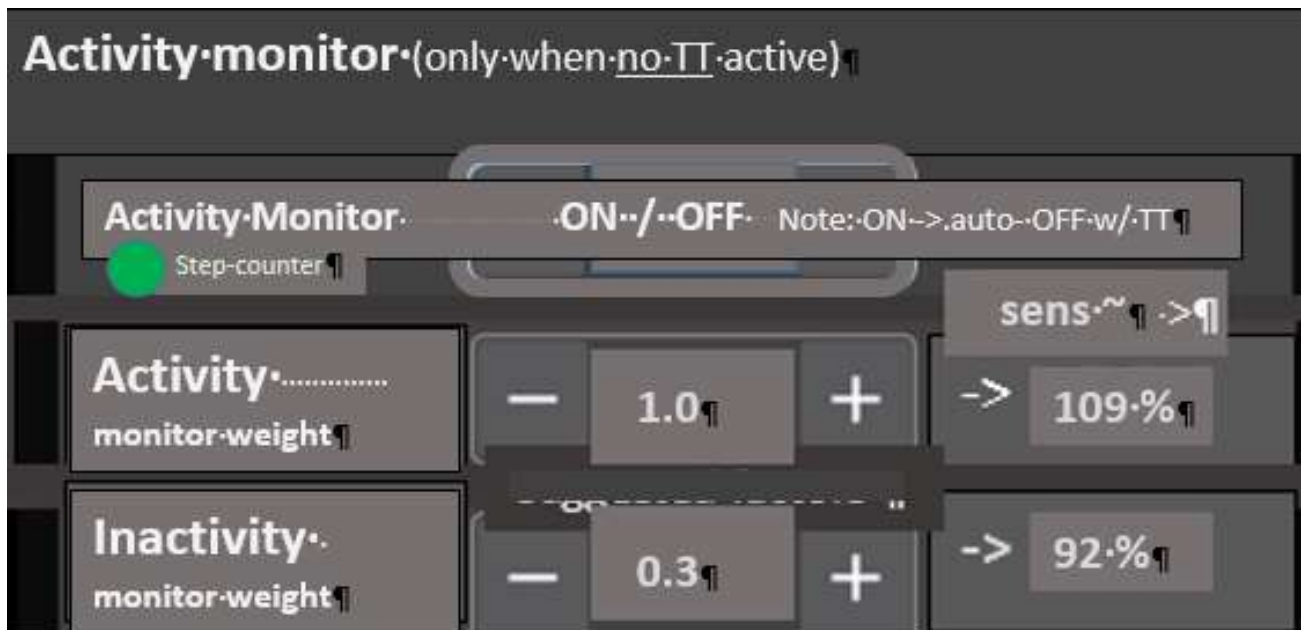 Activity·monitor·(only·when·no·TT·active)¶
Activity·Monitor· ·ON··/··OFF· Note:·ON·->.auto-·OFF·w/·TT¶
Step-counter¶
sens·~¶ ·>¶
Activity·..............
monitor·weight¶
— 1.0¶ +
-> 109·%¶
Inactivity·.
monitor·weight¶
— 0.3¶ +
-> 92·%¶